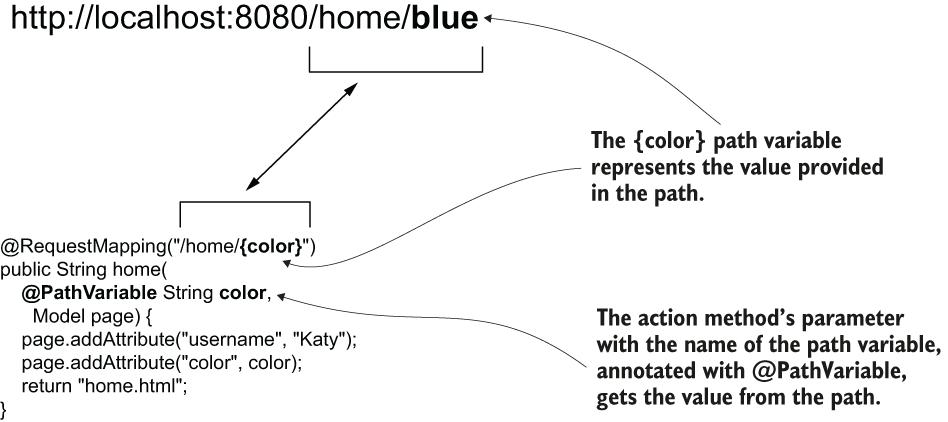 http://localhost:8080/home/blue
The {color} path variable
represents the value provided
in the path.
@RequestMapping("/home/{color}")
public String home(
@PathVariable String color,
Model page) {
page.addAttribute("username", "Katy");
page.addAttribute("color", color);
return "home.html";
}
The action method’s parameter
with the name of the path variable,
annotated with @PathVariable,
gets the value from the path.